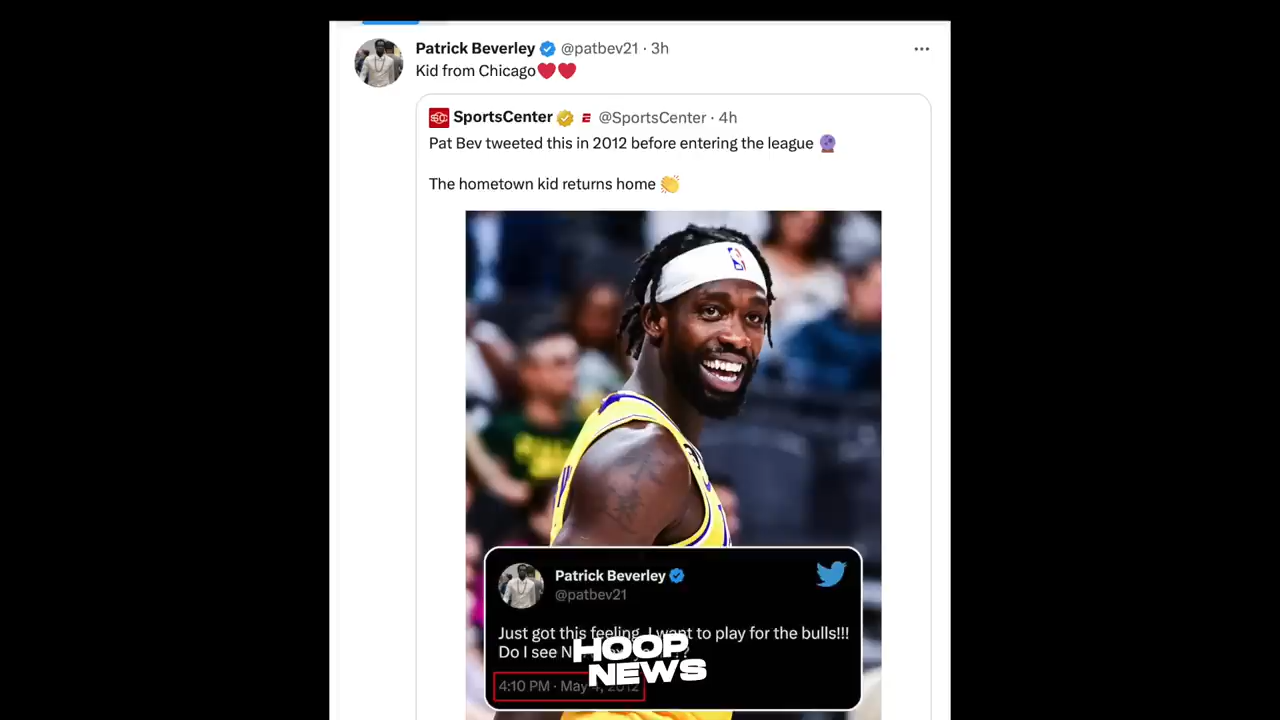 Patrick Beverley @patbev21 · 3h
Kid from Chicago❤️❤️
SportsCenter @SportsCenter · 4h
Pat Bev tweeted this in 2012 before entering the league 🔮
The hometown kid returns home 👏
Patrick Beverley
@patbev21
Just got this feeling. I want to play for the bulls!!!
Do I see
4:10 PM · May 4, 2012
HOOP
NEWS